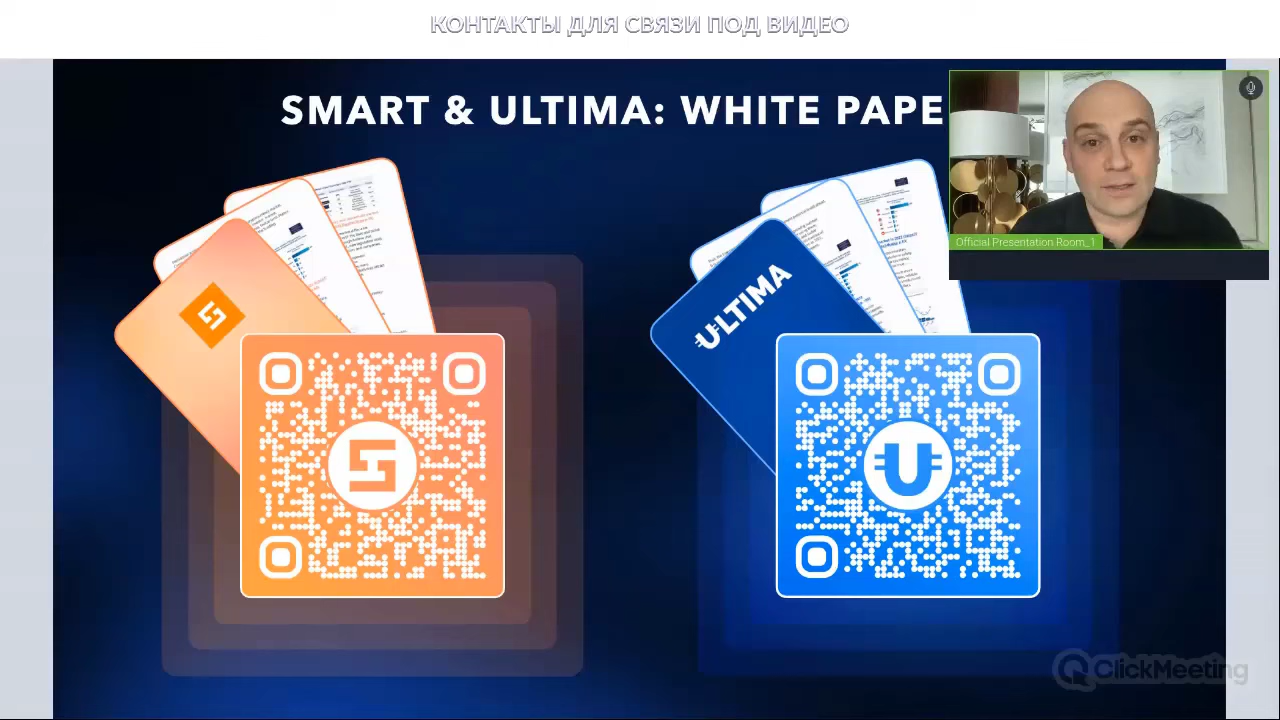 КОНТАКТЫ ДЛЯ СВЯЗИ ПОД ВИДЕО
SMART & ULTIMA: WHITE PAPE
Official Presentation Room_1
ULTIMA
ClickMeeting